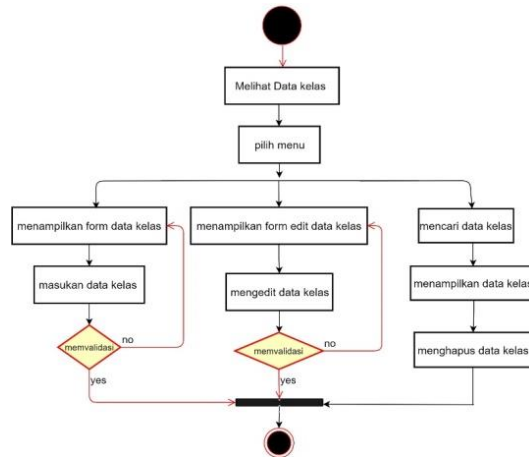 Melihat Data kelas
pilih menu
menampilkan form data kelas
menampilkan form edit data kelas
mencari data kelas
masukan data kelas
mengedit data kelas
menampilkan data kelas
memvalidasi
no
memvalidasi
no
menghapus data kelas
yes
yes